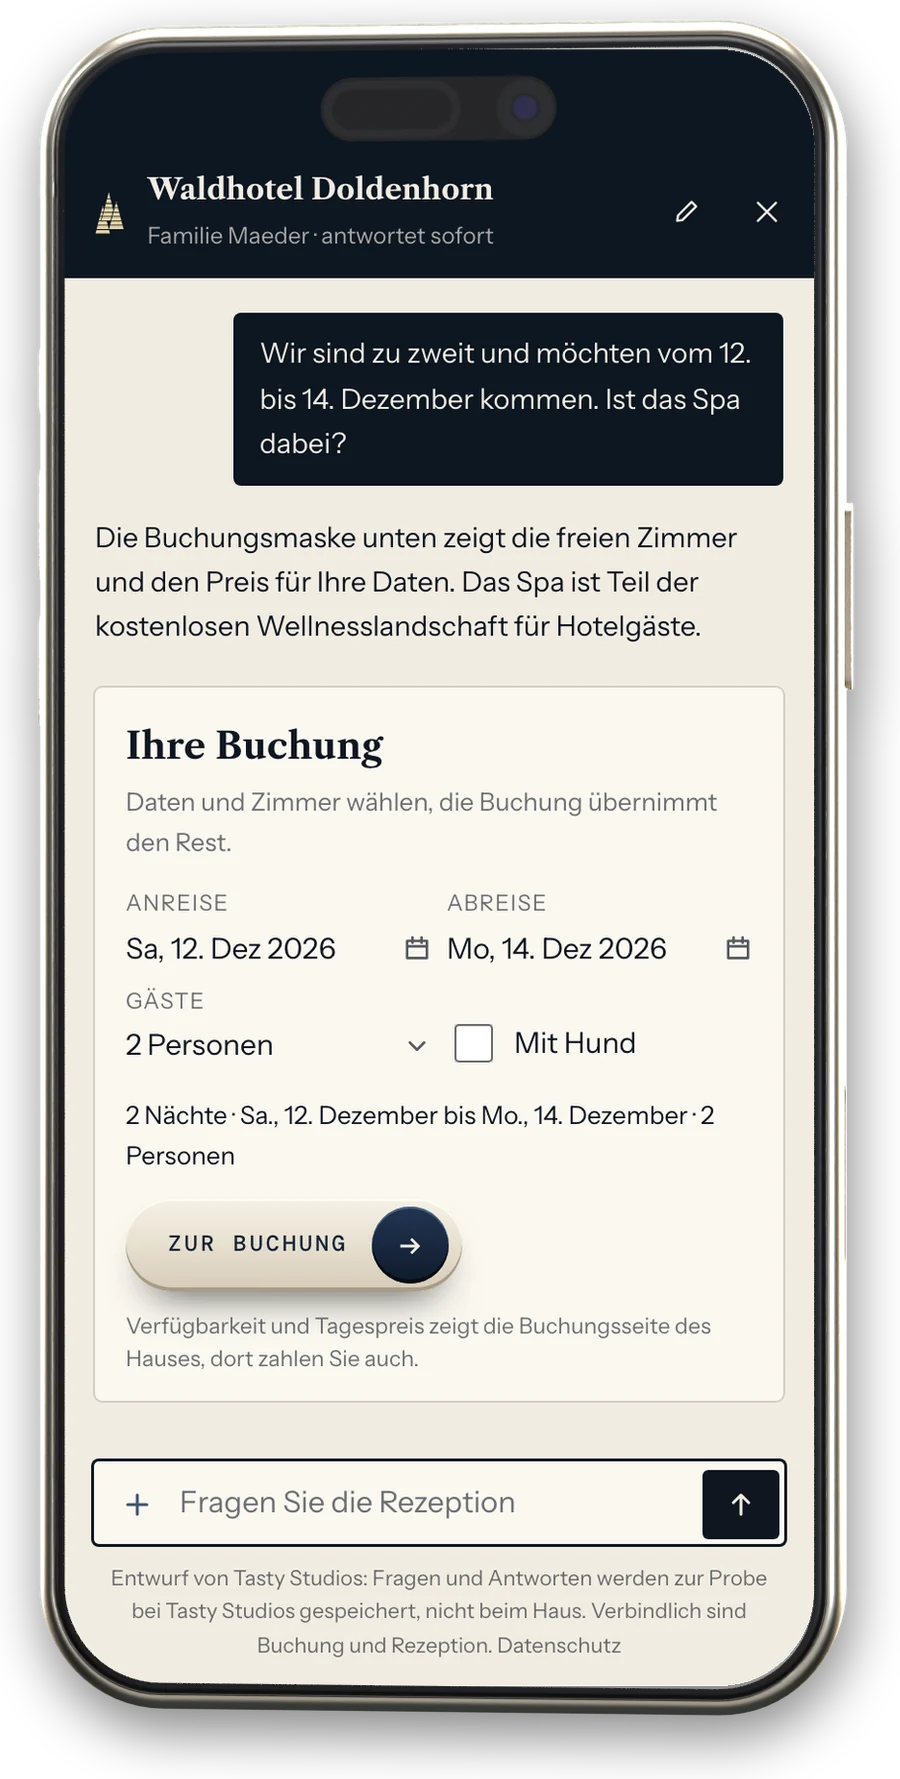 Waldhotel Doldenhorn
Familie Maeder · antwortet sofort
Wir sind zu zweit und möchten vom 12.
bis 14. Dezember kommen. Ist das Spa
dabei?
Die Buchungsmaske unten zeigt die freien Zimmer
und den Preis für Ihre Daten. Das Spa ist Teil der
kostenlosen Wellnesslandschaft für Hotelgäste.
Ihre Buchung
Daten und Zimmer wählen, die Buchung übernimmt
den Rest.
ANREISE
ABREISE
Sa, 12. Dez 2026
Mo, 14. Dez 2026
GÄSTE
2 Personen
Mit Hund
2 Nächte · Sa., 12. Dezember bis Mo., 14. Dezember · 2
Personen
ZUR BUCHUNG
Verfügbarkeit und Tagespreis zeigt die Buchungsseite des
Hauses, dort zahlen Sie auch.
Fragen Sie die Rezeption
Entwurf von Tasty Studios: Fragen und Antworten werden zur Probe
bei Tasty Studios gespeichert, nicht beim Haus. Verbindlich sind
Buchung und Rezeption. Datenschutz